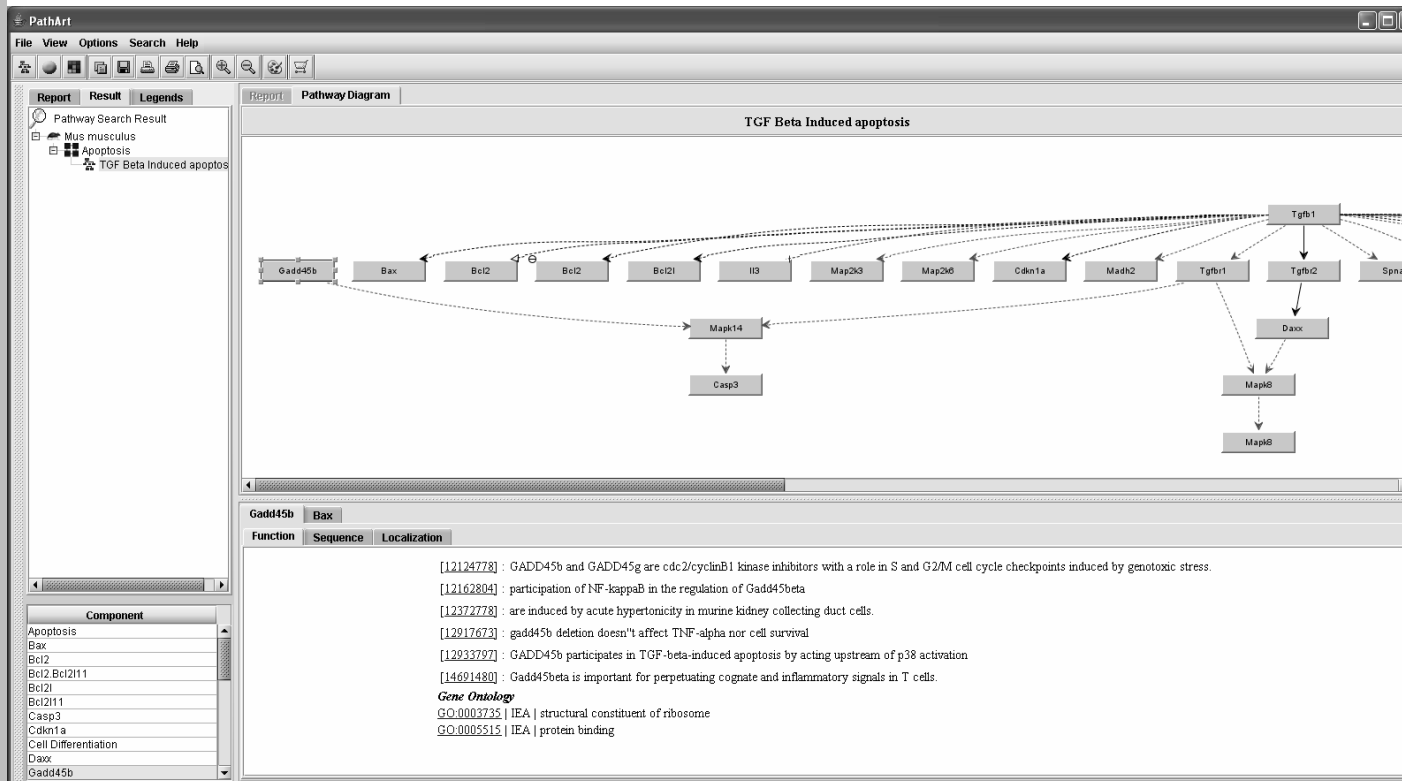 PathArt
File View Options Search Help
Report Result Legends
Pathway Search Result
Mus musculus
Apoptosis
TGF Beta Induced apoptos
Component
Apoptosis
Bax
Bcl2
Bcl2.Bcl2l11
Bcl2l
Bcl2l11
Casp3
Cdkn1a
Cell Differentiation
Daxx
Gadd45b
Report Pathway Diagram
TGF Beta Induced apoptosis
Tgfb1
Gadd45b Bax Bcl2 Bcl2 Bcl2l Il3 Map2k3 Map2k6 Cdkn1a Madh2 Tgfbr1 Tgfbr2 Spna
Mapk14 Daxx
Casp3 Mapk8
Mapk8
Gadd45b Bax
Function Sequence Localization
[12124778] : GADD45b and GADD45g are cdc2/cyclinB1 kinase inhibitors with a role in S and G2/M cell cycle checkpoints induced by genotoxic stress.
[12162804] : participation of NF-kappaB in the regulation of Gadd45beta
[12372778] : are induced by acute hypertonicity in murine kidney collecting duct cells.
[12917673] : gadd45b deletion doesn''t affect TNF-alpha nor cell survival
[12933797] : GADD45b participates in TGF-beta-induced apoptosis by acting upstream of p38 activation
[14691480] : Gadd45beta is important for perpetuating cognate and inflammatory signals in T cells.
Gene Ontology
GO:0003735 | IEA | structural constituent of ribosome
GO:0005515 | IEA | protein binding